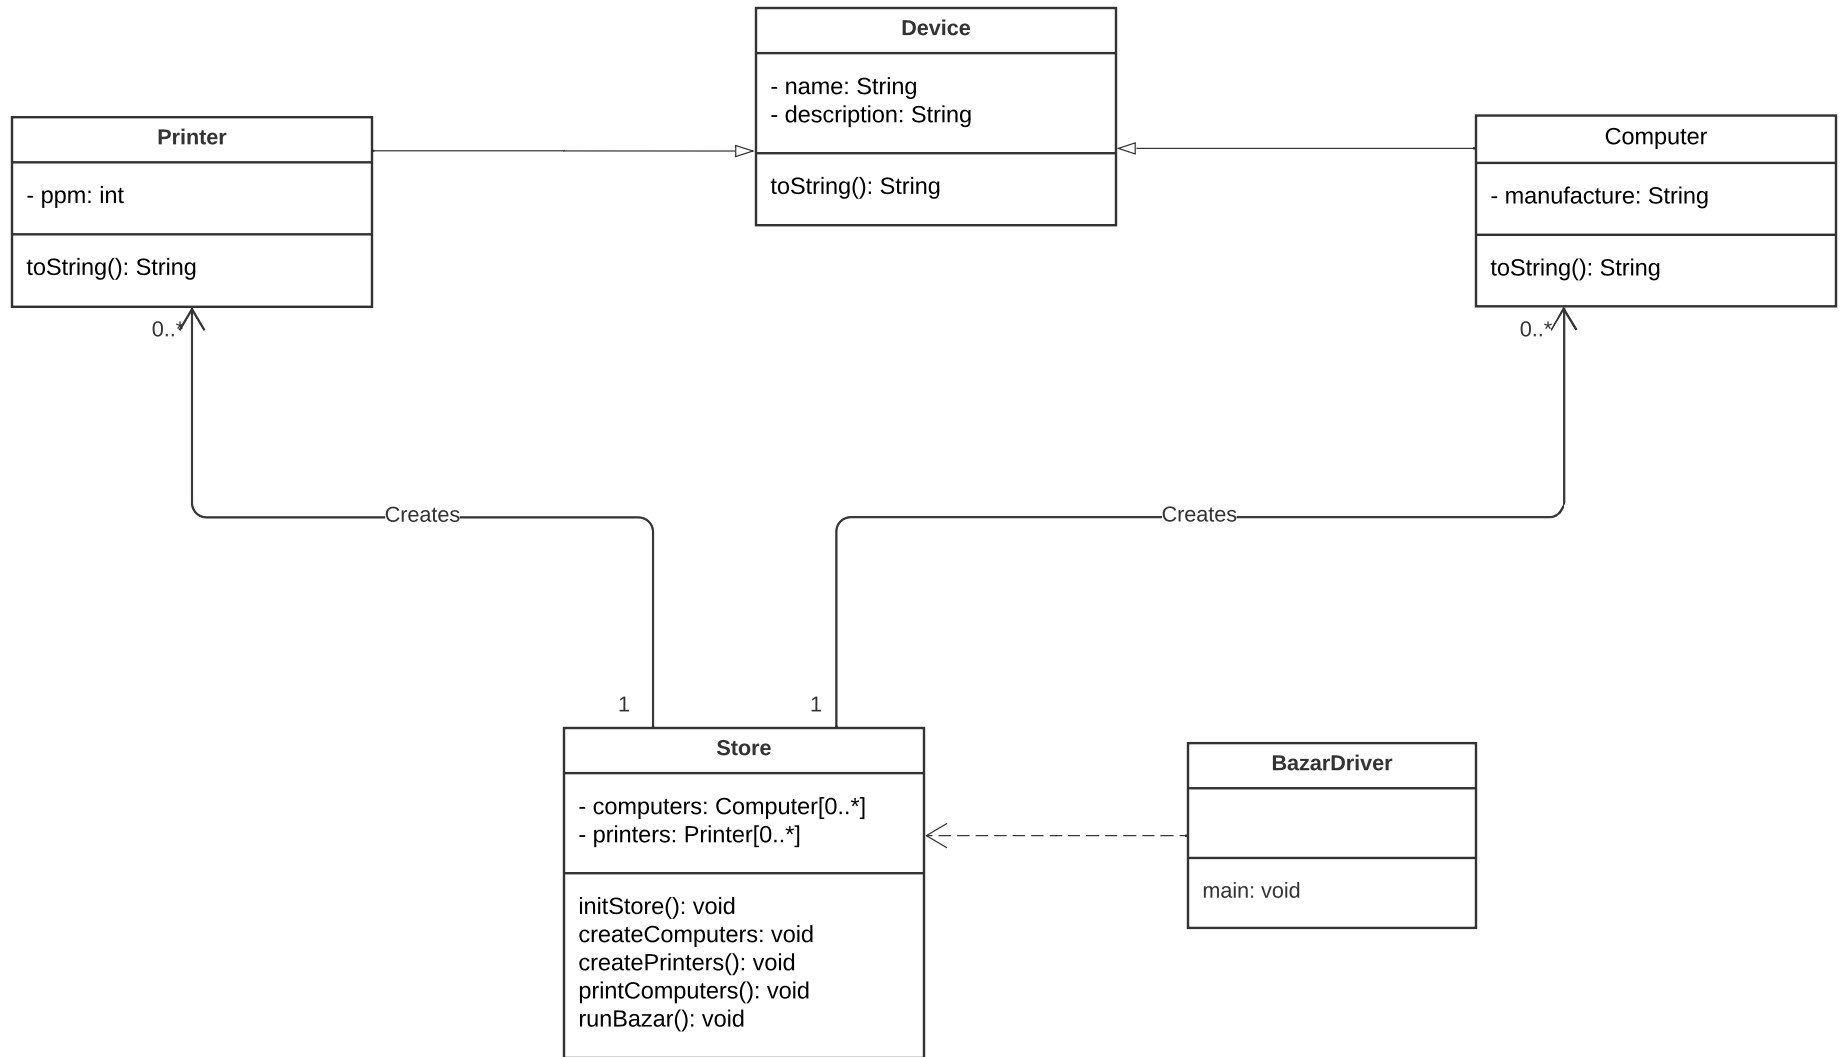 Device
- name: String
- description: String
toString(): String
Printer
- ppm: int
toString(): String
Computer
- manufacture: String
toString(): String
0..*
0..*
Creates
Creates
1
1
Store
- computers: Computer[0..*]
- printers: Printer[0..*]
initStore(): void
createComputers: void
createPrinters(): void
printComputers(): void
runBazar(): void
BazarDriver
main: void